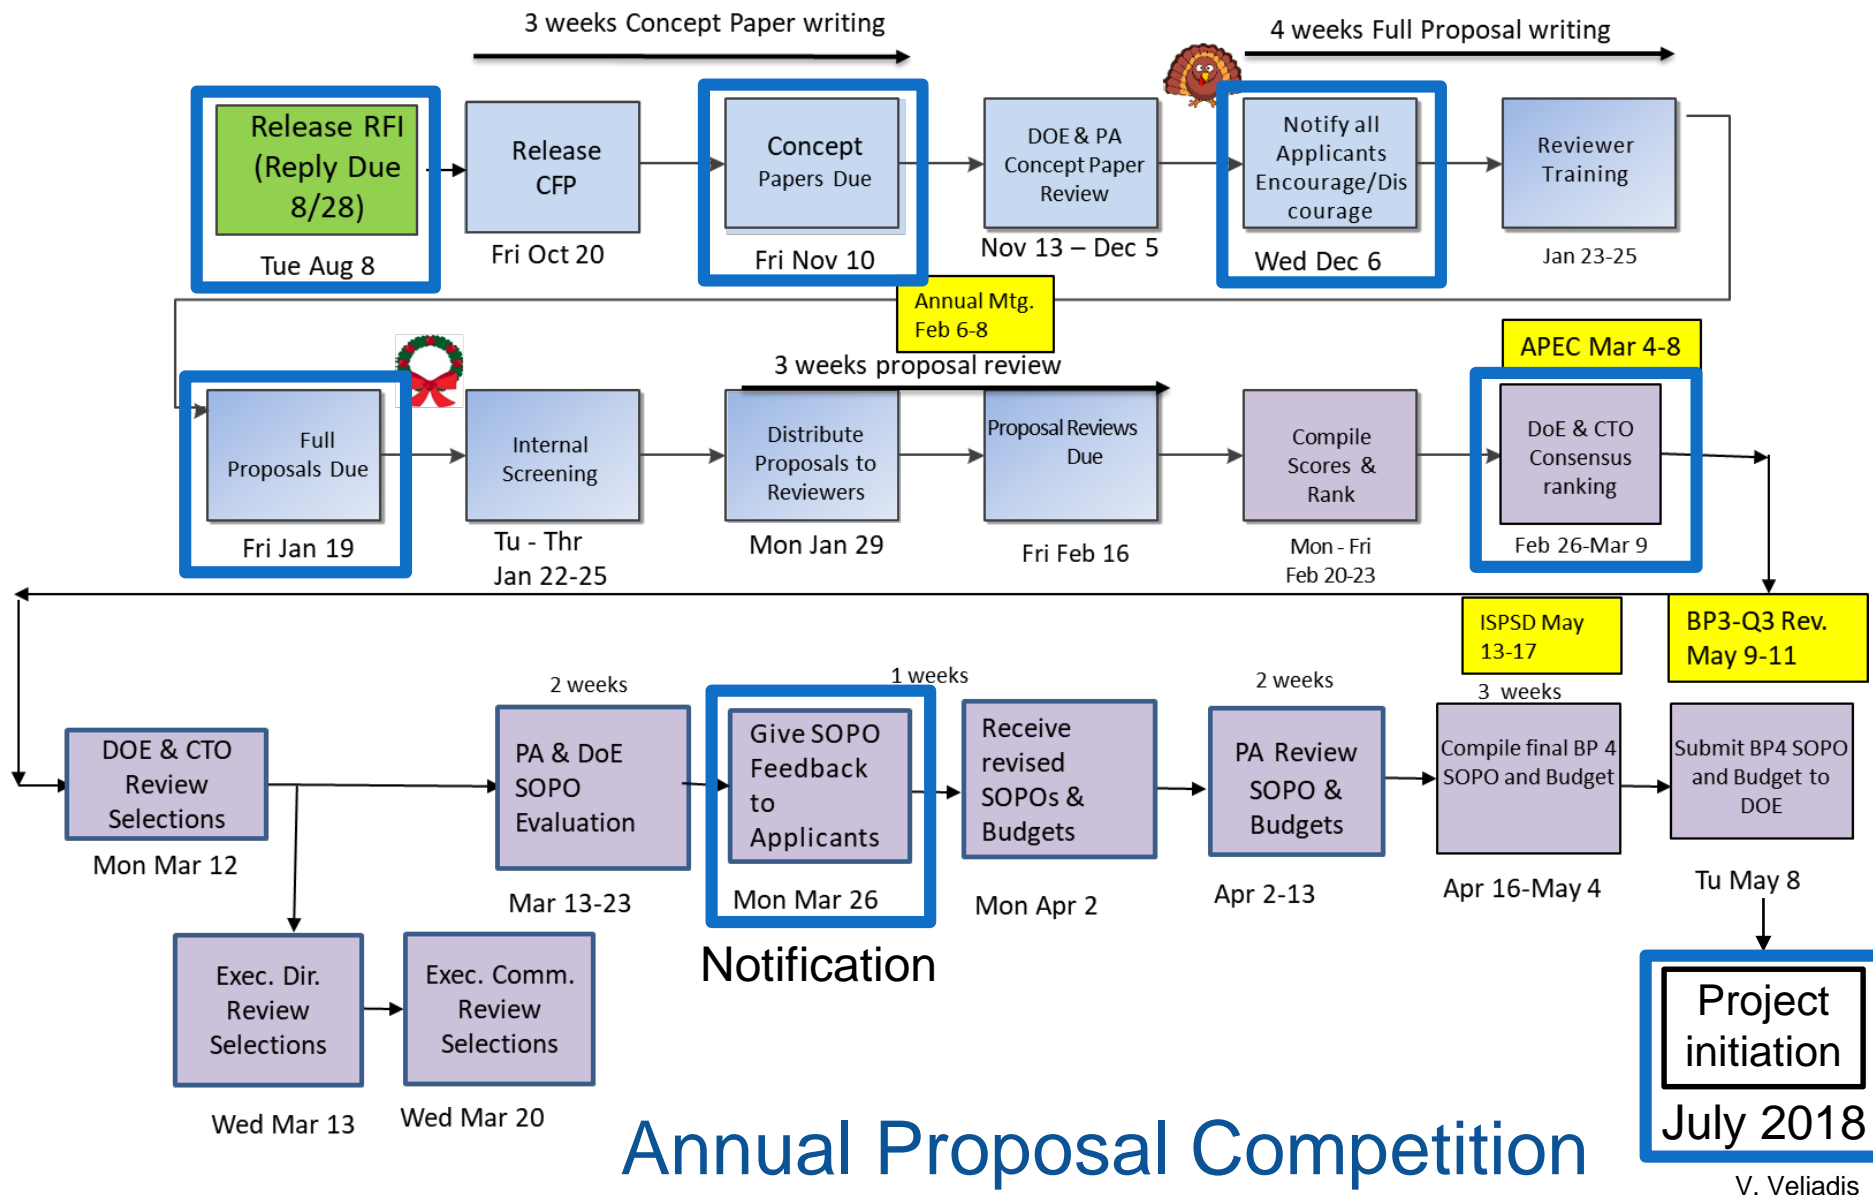 3 weeks Concept Paper writing
4 weeks Full Proposal writing
Release RFI
(Reply Due
8/28)
Tue Aug 8
Release
CFP
Fri Oct 20
Concept
Papers Due
Fri Nov 10
DOE & PA
Concept Paper
Review
Nov 13 – Dec 5
Notify all
Applicants
Encourage/Dis
courage
Wed Dec 6
Reviewer
Training
Jan 23-25
Annual Mtg.
Feb 6-8
3 weeks proposal review
APEC Mar 4-8
Full
Proposals Due
Fri Jan 19
Internal
Screening
Tu - Thr
Jan 22-25
Distribute
Proposals to
Reviewers
Mon Jan 29
Proposal Reviews
Due
Fri Feb 16
Compile
Scores &
Rank
Mon - Fri
Feb 20-23
DoE & CTO
Consensus
ranking
Feb 26-Mar 9
ISPSD May
13-17
BP3-Q3 Rev.
May 9-11
2 weeks
1 weeks
2 weeks
3 weeks
DOE & CTO
Review
Selections
Mon Mar 12
PA & DoE
SOPO
Evaluation
Mar 13-23
Give SOPO
Feedback
to
Applicants
Mon Mar 26
Notification
Receive
revised
SOPOs &
Budgets
Mon Apr 2
PA Review
SOPO &
Budgets
Apr 2-13
Compile final BP 4
SOPO and Budget
Apr 16-May 4
Submit BP4 SOPO
and Budget to
DOE
Tu May 8
Exec. Dir.
Review
Selections
Wed Mar 13
Exec. Comm.
Review
Selections
Wed Mar 20
Project
initiation
July 2018
Annual Proposal Competition
V. Veliadis